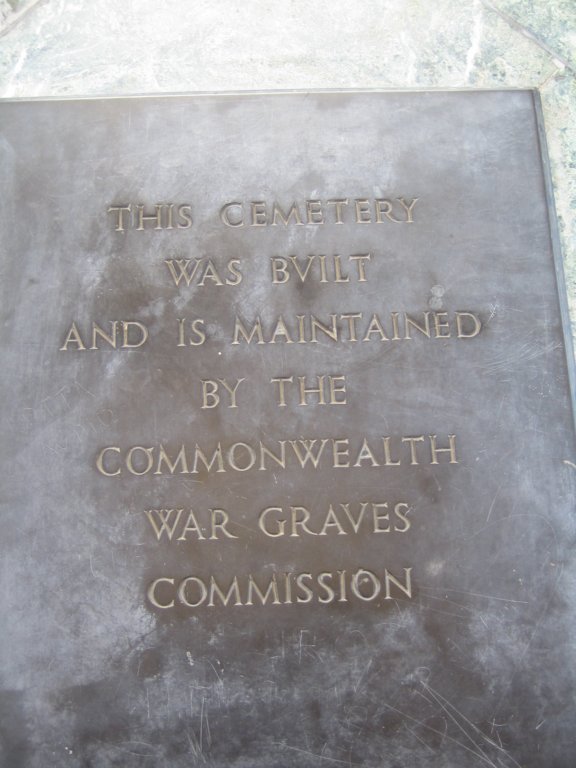 THIS CEMETERY
WAS BVILT
AND IS MAINTAINED
BY THE
COMMONWEALTH
WAR GRAVES
COMMISSION